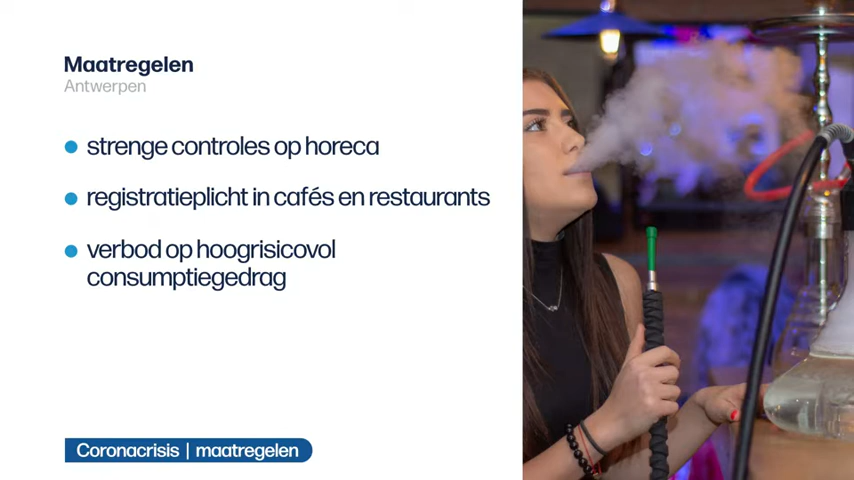 Maatregelen
Antwerpen
strenge controles op horeca
registratieplicht in cafés en restaurants
verbod op hoogrisicovol
consumptiegedrag
Coronacrisis | maatregelen